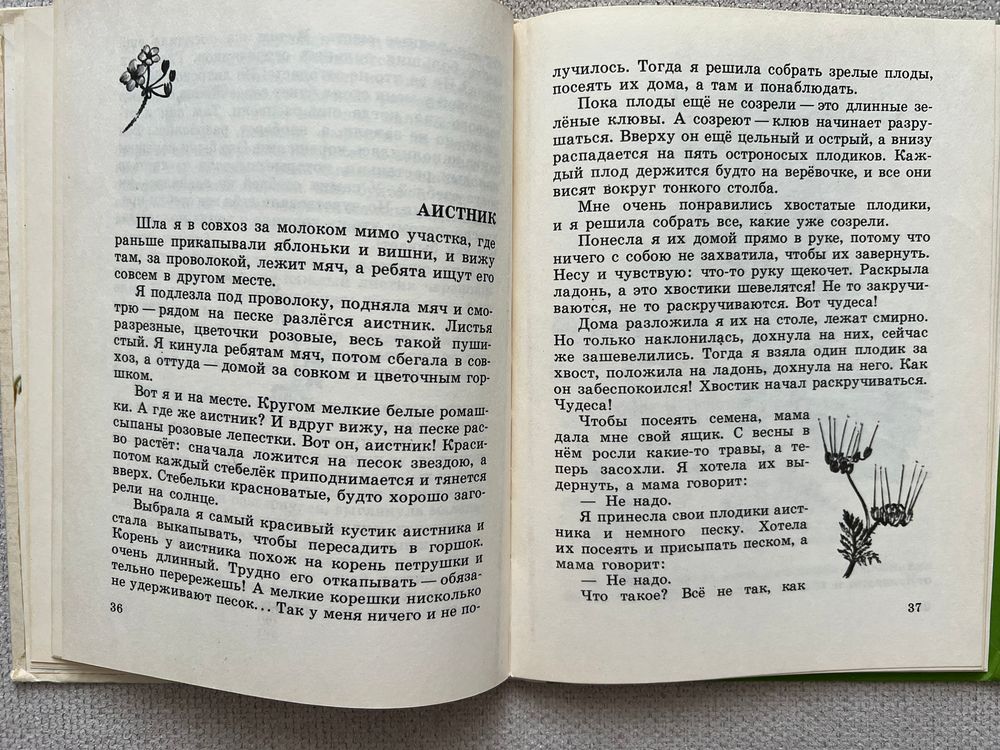 АИСТНИК
Шла я в совхоз за молоком мимо участка, где
раньше прикапывали яблоньки и вишни, и вижу
там, за проволокой, лежит мяч, а ребята ищут его
совсем в другом месте.
Я подлезла под проволоку, подняла мяч и смо-
трю — рядом на песке разлёгся аистник. Листья
разрезные, цветочки розовые, весь такой пуши-
стый. Я кинула ребятам мяч, потом сбегала в сов-
хоз, а оттуда — домой за совком и цветочным гор-
шком.
Вот я и на месте. Кругом мелкие белые ромаш-
ки. А где же аистник? И вдруг вижу, на песке рас-
сыпаны розовые лепестки. Вот он, аистник! Краси-
во растёт: сначала ложится на песок звездою, а
потом каждый стебелёк приподнимается и тянется
вверх. Стебельки красноватые, будто хорошо заго-
рели на солнце.
Выбрала я самый красивый кустик аистника и
стала выкапывать, чтобы пересадить в горшок.
Корень у аистника похож на корень петрушки и
очень длинный. Трудно его откапывать — обяза-
тельно перережешь! А мелкие корешки нисколько
не удерживают песок... Так у меня ничего и не по-
36
лучилось. Тогда я решила собрать зрелые плоды,
посеять их дома, а там и понаблюдать.
Пока плоды ещё не созрели — это длинные зе-
лёные клювы. А созреют — клюв начинает разру-
шаться. Вверху он ещё цельный и острый, а внизу
распадается на пять остроносых плодиков. Каж-
дый плод держится будто на верёвочке, и все они
висят вокруг тонкого столба.
Мне очень понравились хвостатые плодики,
и я решила собрать все, какие уже созрели.
Понесла я их домой прямо в руке, потому что
ничего с собою не захватила, чтобы их завернуть.
Несу и чувствую: что-то руку щекочет. Раскрыла
ладонь, а это хвостики шевелятся! Не то закручи-
ваются, не то раскручиваются. Вот чудеса!
Дома разложила я их на столе, лежат смирно.
Но только наклонилась, дохнула на них, сейчас
же зашевелились. Тогда я взяла один плодик за
хвост, положила на ладонь, дохнула на него. Как
он забеспокоился! Хвостик начал раскручиваться.
Чудеса!
Чтобы посеять семена, мама
дала мне свой ящик. С весны в
нём росли какие-то травы, а те-
перь засохли. Я хотела их вы-
дернуть, а мама говорит:
— Не надо.
Я принесла свои плодики аист-
ника и немного песку. Хотела
их посеять и присыпать песком, а
мама говорит:
— Не надо.
Что такое? Всё не так, как
37